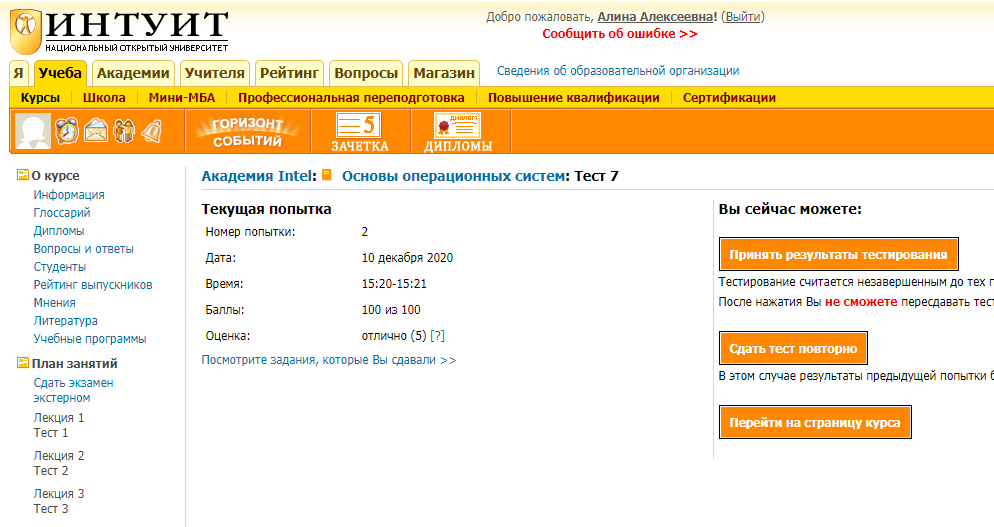 ИНТУИТ
НАЦИОНАЛЬНЫЙ ОТКРЫТЫЙ УНИВЕРСИТЕТ
Добро пожаловать, Алина Алексеевна! (Выйти)
Сообщить об ошибке >>
Я Учеба Академии Учителя Рейтинг Вопросы Магазин Сведения об образовательной организации
Курсы Школа Мини-МБА Профессиональная переподготовка Повышение квалификации Сертификации
ГОРИЗОНТ
СОБЫТИЙ
5
ЗАЧЕТКА
ДИПЛОМ
ДИПЛОМЫ
О курсе
Информация
Глоссарий
Дипломы
Вопросы и ответы
Студенты
Рейтинг выпускников
Мнения
Литература
Учебные программы
План занятий
Сдать экзамен
экстерном
Лекция 1
Тест 1
Лекция 2
Тест 2
Лекция 3
Тест 3
Академия Intel: Основы операционных систем: Тест 7
Текущая попытка
Номер попытки: 2
Дата: 10 декабря 2020
Время: 15:20-15:21
Баллы: 100 из 100
Оценка: отлично (5) [?]
Посмотрите задания, которые Вы сдавали >>
Вы сейчас можете:
Принять результаты тестирования
Тестирование считается незавершенным до тех п
После нажатия Вы не сможете пересдавать тест
Сдать тест повторно
В этом случае результаты предыдущей попытки б
Перейти на страницу курса